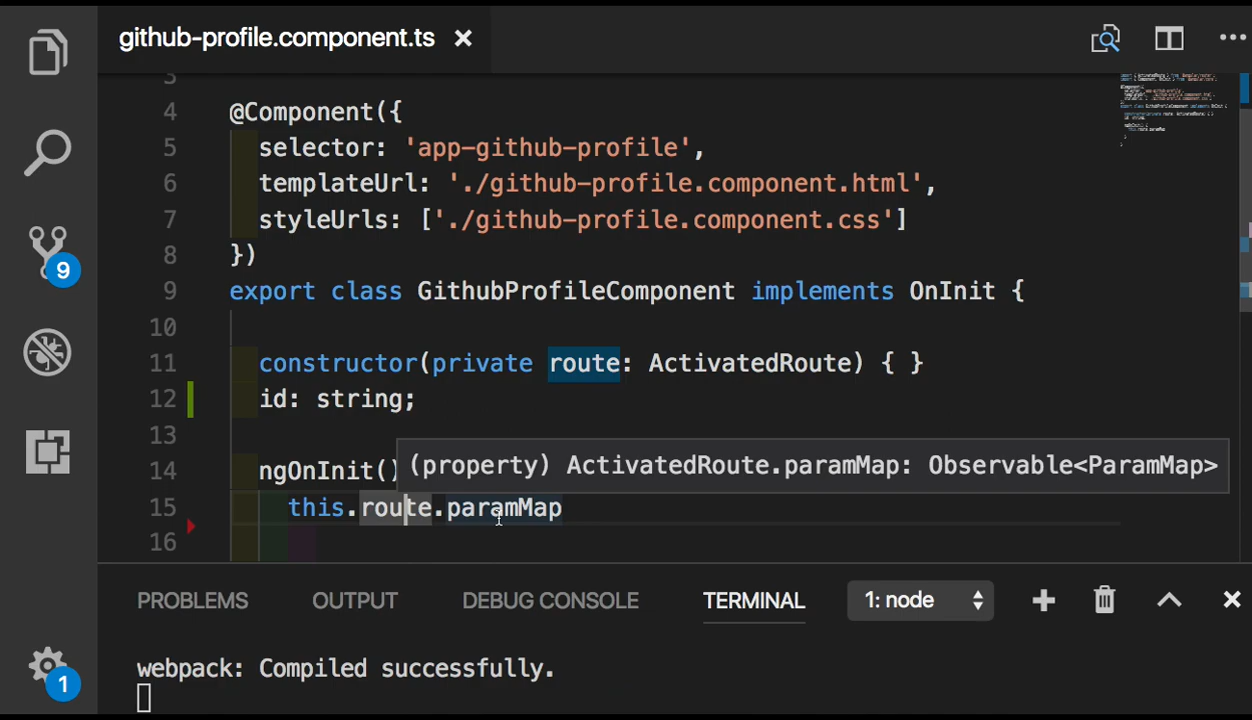 github-profile.component.ts
3
4 @Component({
5 selector: 'app-github-profile',
6 templateUrl: './github-profile.component.html',
7 styleUrls: ['./github-profile.component.css']
8 })
9 export class GithubProfileComponent implements OnInit {
10
11 constructor(private route: ActivatedRoute) { }
12 id: string;
13
(property) ActivatedRoute.paramMap: Observable<ParamMap>
14 ngOnInit()
15 this.route.paramMap
16
9
PROBLEMS OUTPUT DEBUG CONSOLE TERMINAL 1: node
webpack: Compiled successfully.
1